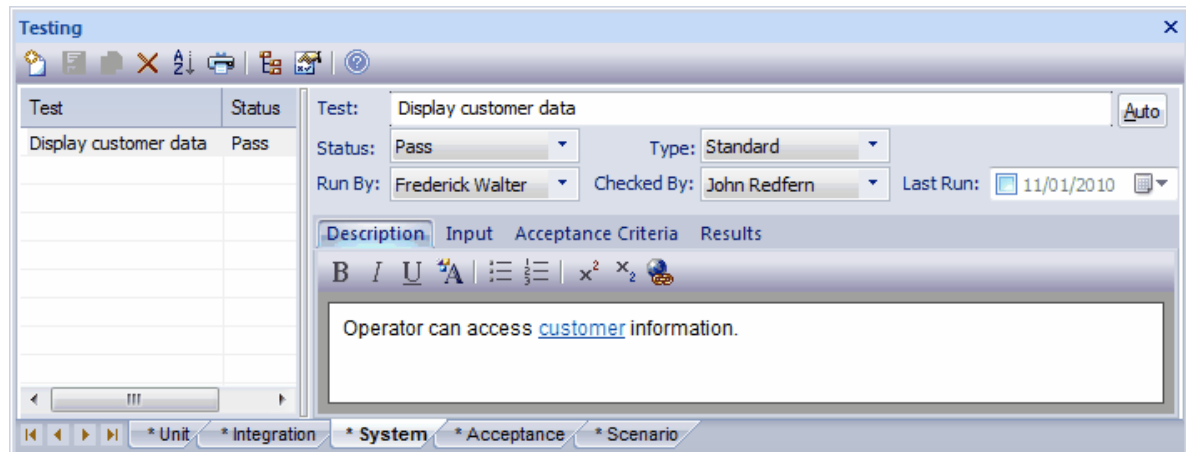 Testing
Test Status
Display customer data Pass
Test: Display customer data Auto
Status: Pass Type: Standard
Run By: Frederick Walter Checked By: John Redfern Last Run: 11/01/2010
Description Input Acceptance Criteria Results
B I U A x² ×₂
Operator can access customer information.
* Unit * Integration * System * Acceptance * Scenario